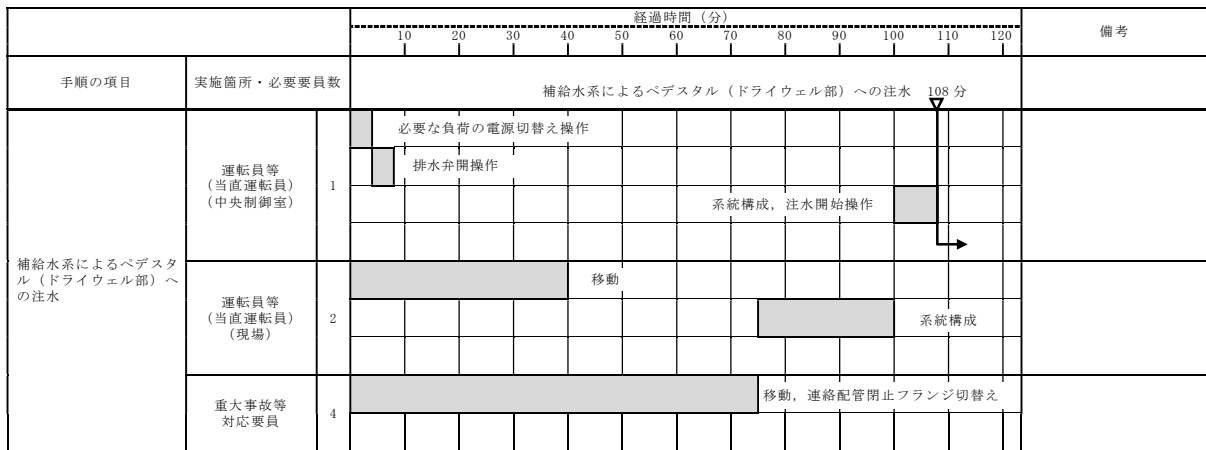 経過時間（分）
備考
10 20 30 40 50 60 70 80 90 100 110 120
手順の項目
実施箇所・必要要員数
補給水系によるペデスタル（ドライウェル部）への注水 108 分
必要な負荷の電源切替え操作
排水弁開操作
運転員等
（当直運転員）
（中央制御室）
1
系統構成，注水開始操作
補給水系によるペデスタ
ル（ドライウェル部）へ
の注水
移動
運転員等
（当直運転員）
（現場）
2
系統構成
重大事故等
対応要員
4
移動，連絡配管閉止フランジ切替え